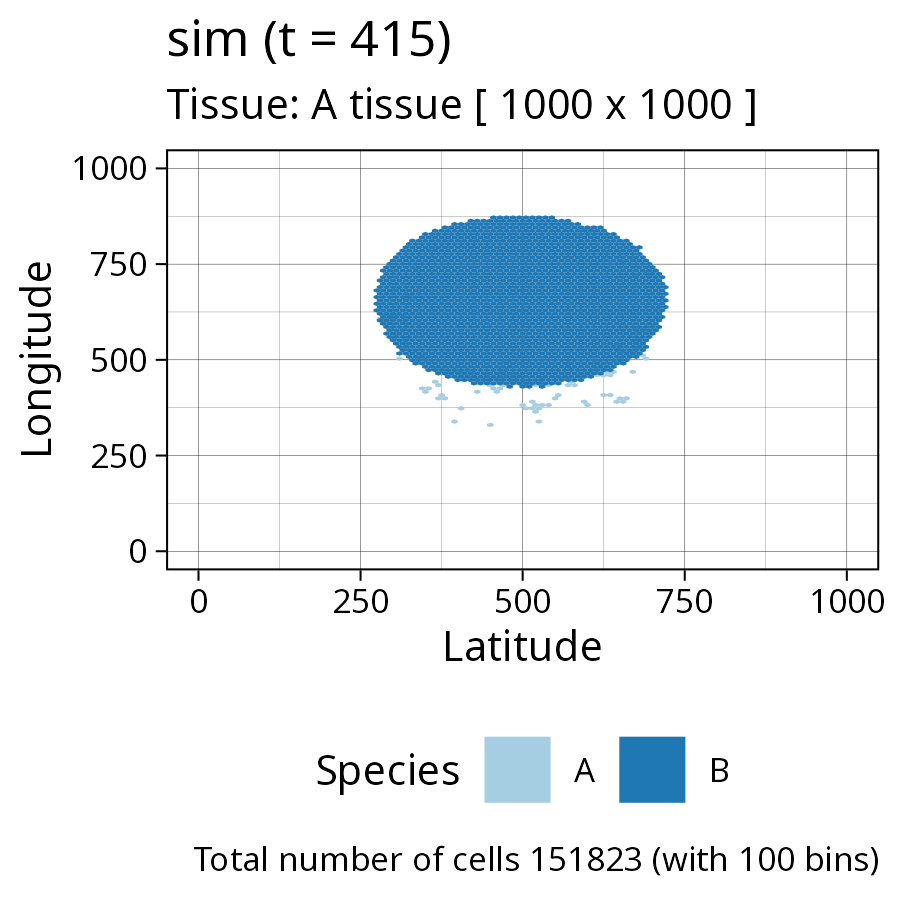 sim (t = 415)
Tissue: A tissue [ 1000 x 1000 ]
1000
750
500
250
0
Longitude
0 250 500 750 1000
Latitude
Species A B
Total number of cells 151823 (with 100 bins)